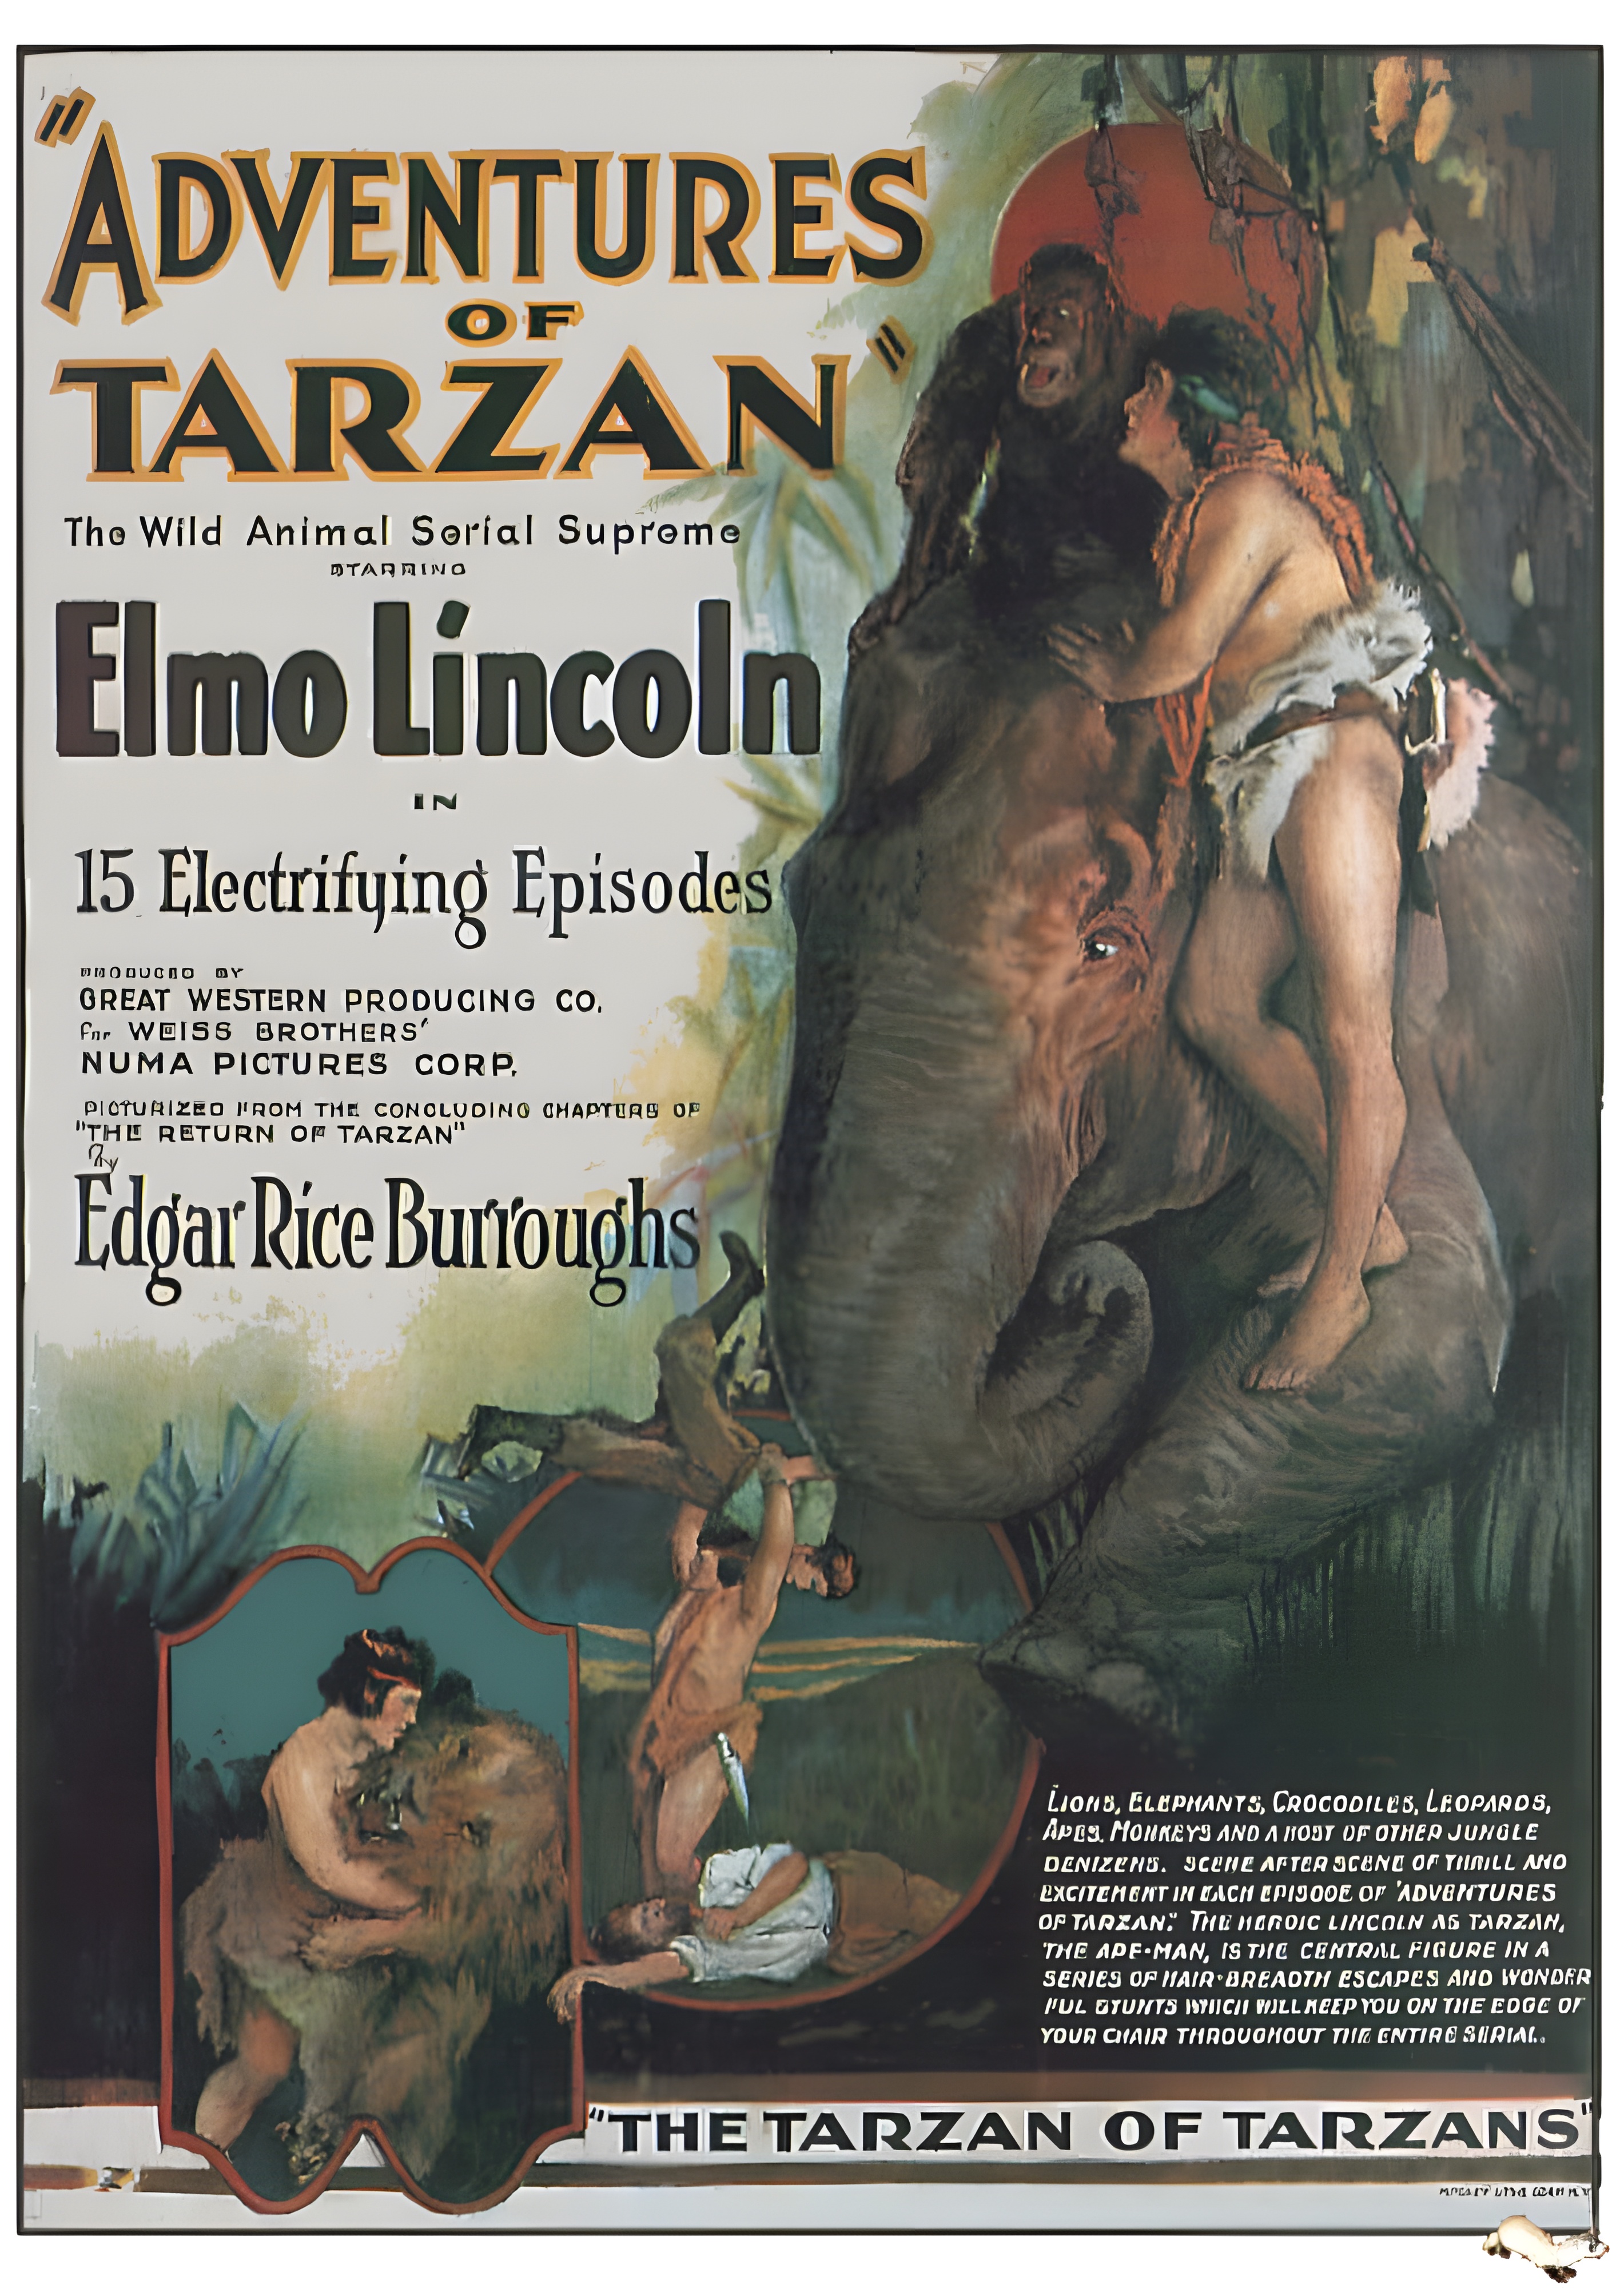 "ADVENTURES
OF
TARZAN"
The Wild Animal Serial Supreme
STARRING
Elmo Lincoln
IN
15 Electrifying Episodes
PRODUCED BY
GREAT WESTERN PRODUCING CO.
for WEISS BROTHERS'
NUMA PICTURES CORP.
PICTURIZED FROM THE CONCLUDING CHAPTERS OF
"THE RETURN OF TARZAN"
By
Edgar Rice Burroughs
LIONS, ELEPHANTS, CROCODILES, LEOPARDS,
APES, MONKEYS AND A HOST OF OTHER JUNGLE
DENIZENS. SCENE AFTER SCENE OF THRILL AND
EXCITEMENT IN EACH EPISODE OF 'ADVENTURES
OF TARZAN." THE HEROIC LINCOLN AS TARZAN,
THE APE-MAN, IS THE CENTRAL FIGURE IN A
SERIES OF HAIR-BREADTH ESCAPES AND WONDER
FUL STUNTS WHICH WILL KEEP YOU ON THE EDGE OF
YOUR CHAIR THROUGHOUT THE ENTIRE SERIAL.
"THE TARZAN OF TARZANS"